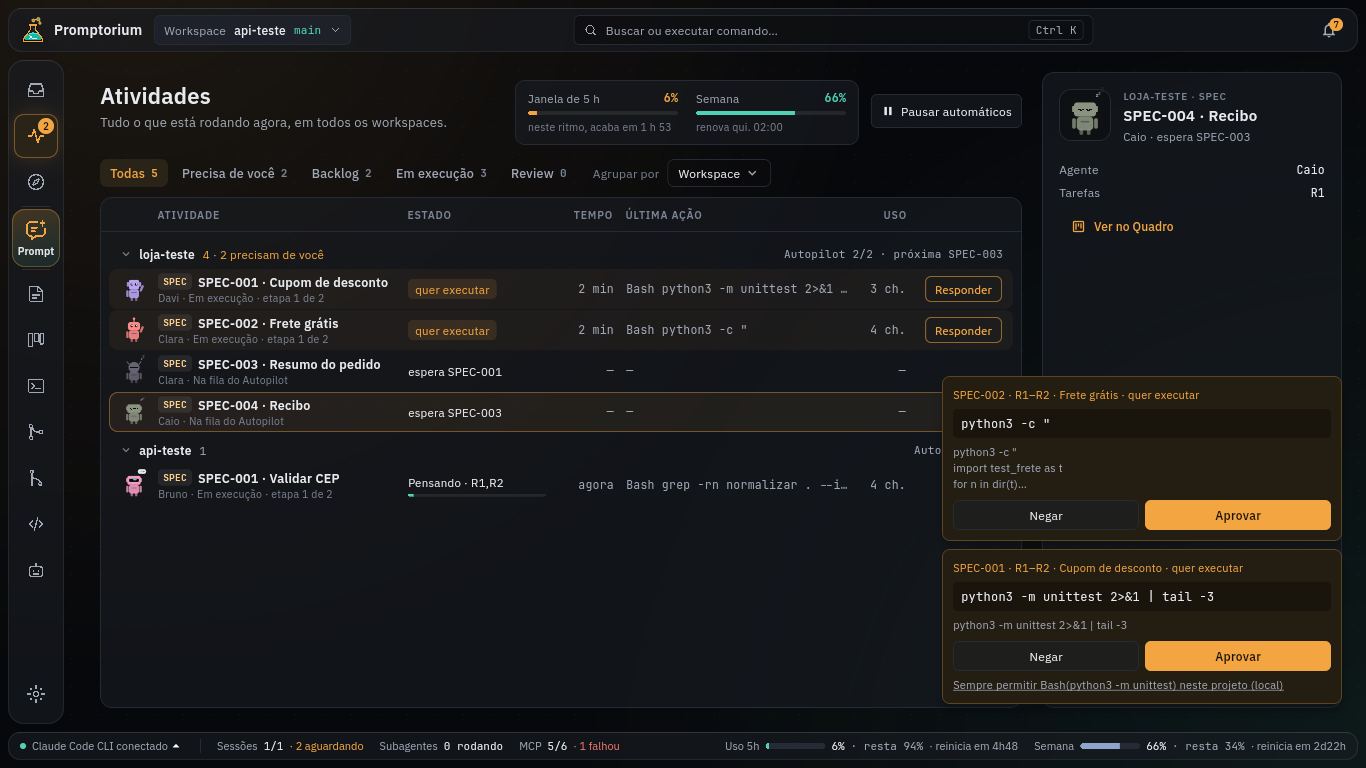 Promptorium
Workspace api-teste main
Buscar ou executar comando…
Ctrl K
7
2
Prompt
Atividades
Tudo o que está rodando agora, em todos os workspaces.
Janela de 5 h 6%
neste ritmo, acaba em 1 h 53
Semana 66%
renova qui. 02:00
Pausar automáticos
Todas 5 Precisa de você 2 Backlog 2 Em execução 3 Review 0 Agrupar por Workspace
ATIVIDADE ESTADO TEMPO ÚLTIMA AÇÃO USO
loja-teste 4 · 2 precisam de você Autopilot 2/2 · próxima SPEC-003
SPEC SPEC-001 · Cupom de desconto
Davi · Em execução · etapa 1 de 2
quer executar 2 min Bash python3 -m unittest 2>&1 … 3 ch. Responder
SPEC SPEC-002 · Frete grátis
Clara · Em execução · etapa 1 de 2
quer executar 2 min Bash python3 -c " 4 ch. Responder
SPEC SPEC-003 · Resumo do pedido
Clara · Na fila do Autopilot
espera SPEC-001 — — —
SPEC SPEC-004 · Recibo
Caio · Na fila do Autopilot
espera SPEC-003 — — —
api-teste 1 Auto
SPEC SPEC-001 · Validar CEP
Bruno · Em execução · etapa 1 de 2
Pensando · R1,R2 agora Bash grep -rn normalizar . --i… 4 ch.
LOJA-TESTE · SPEC
SPEC-004 · Recibo
Caio · espera SPEC-003
Agente Caio
Tarefas R1
Ver no Quadro
SPEC-002 · R1–R2 · Frete grátis · quer executar
python3 -c "
python3 -c "
import test_frete as t
for n in dir(t)…
Negar Aprovar
SPEC-001 · R1–R2 · Cupom de desconto · quer executar
python3 -m unittest 2>&1 | tail -3
python3 -m unittest 2>&1 | tail -3
Negar Aprovar
Sempre permitir Bash(python3 -m unittest) neste projeto (local)
Claude Code CLI conectado Sessões 1/1 · 2 aguardando Subagentes 0 rodando MCP 5/6 · 1 falhou Uso 5h 6% · resta 94% · reinicia em 4h48 Semana 66% · resta 34% · reinicia em 2d22h